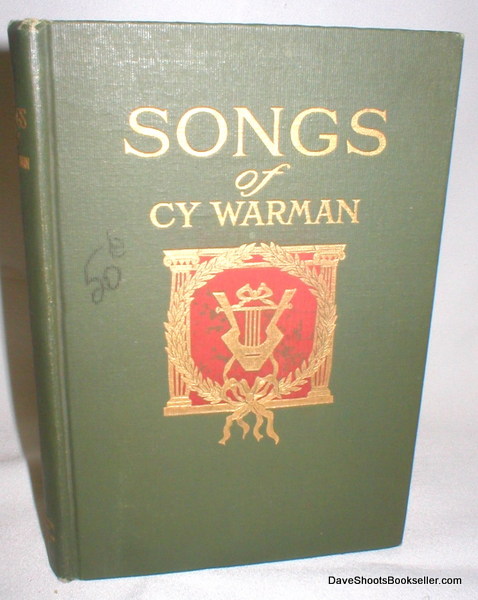 SONGS
of
CY WARMAN
50¢
DaveShootsBookseller.com